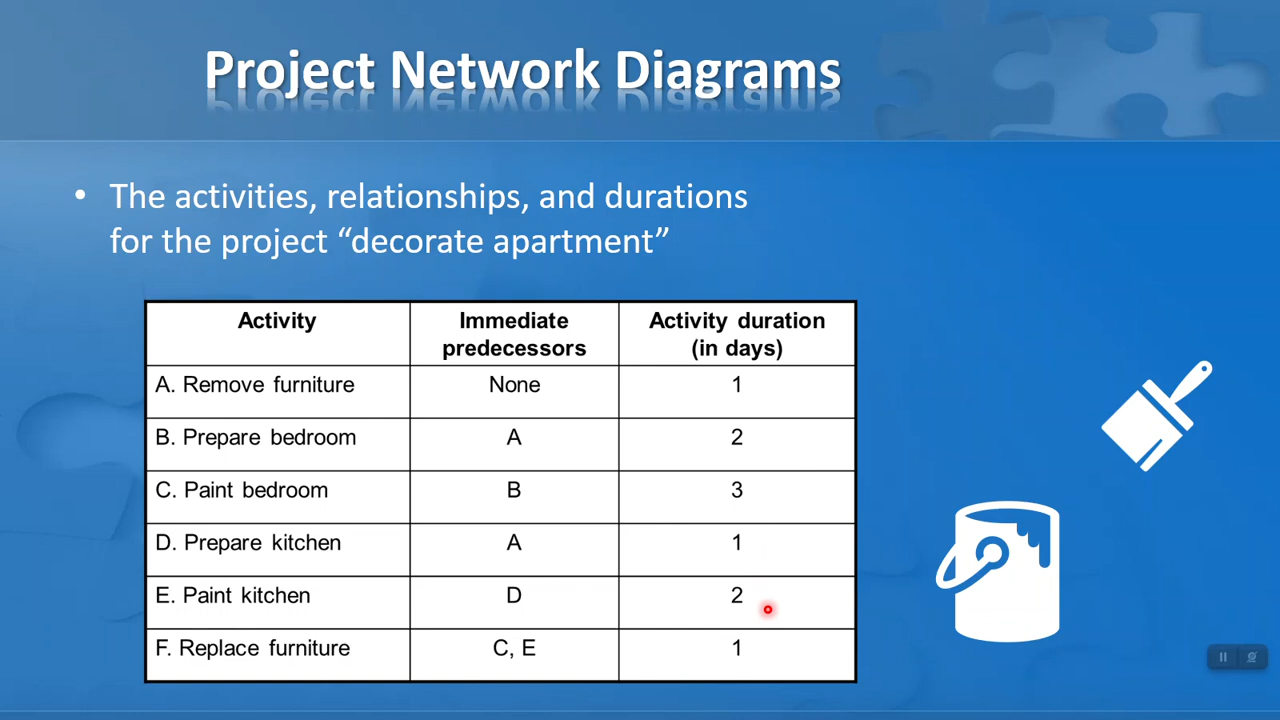 Project Network Diagrams
• The activities, relationships, and durations
for the project “decorate apartment”
Activity Immediate predecessors Activity duration (in days)
A. Remove furniture None 1
B. Prepare bedroom A 2
C. Paint bedroom B 3
D. Prepare kitchen A 1
E. Paint kitchen D 2
F. Replace furniture C, E 1